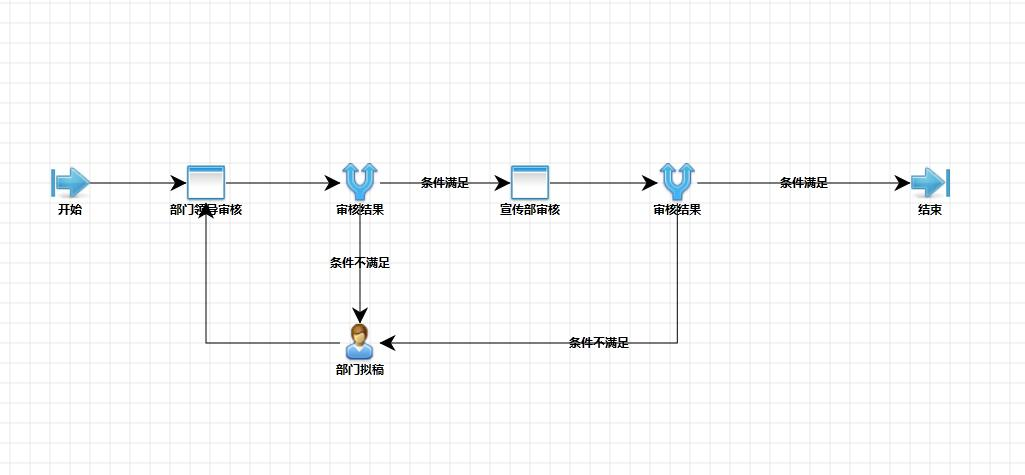 条件满足
条件满足
开始
部门领导审核
审核结果
宣传部审核
审核结果
结束
条件不满足
条件不满足
部门拟稿